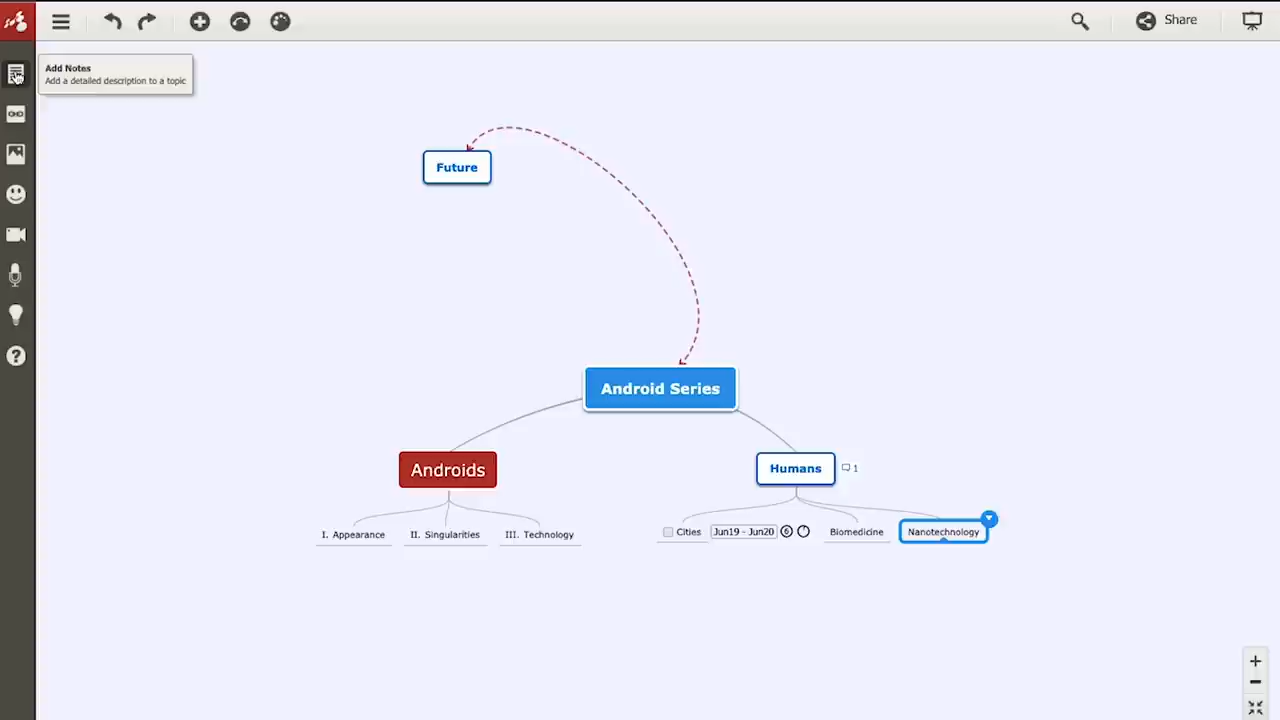 Share
Add Notes
Add a detailed description to a topic
Future
Android Series
Androids
Humans
1
I. Appearance
II. Singularities
III. Technology
Cities
Jun19 - Jun20
6
Biomedicine
Nanotechnology